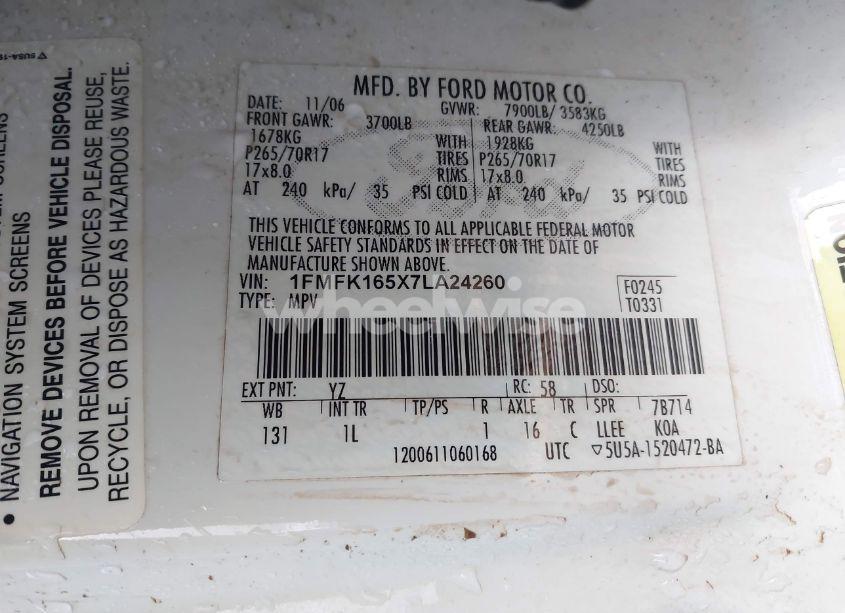 5U5A-19
• NAVIGATION SYSTEM SCREENS
REMOVE DEVICES BEFORE VEHICLE DISPOSAL.
UPON REMOVAL OF DEVICES PLEASE REUSE,
RECYCLE, OR DISPOSE AS HAZARDOUS WASTE.
MFD. BY FORD MOTOR CO.
DATE: 11/06 GVWR: 7900LB/ 3583KG
FRONT GAWR: 3700LB REAR GAWR: 4250LB
1678KG WITH 1928KG WITH
P265/70R17 TIRES P265/70R17 TIRES
17x8.0 RIMS 17x8.0 RIMS
AT 240 kPa/ 35 PSI COLD AT 240 kPa/ 35 PSI COLD
Ford
THIS VEHICLE CONFORMS TO ALL APPLICABLE FEDERAL MOTOR
VEHICLE SAFETY STANDARDS IN EFFECT ON THE DATE OF
MANUFACTURE SHOWN ABOVE.
VIN: 1FMFK165X7LA24260 F0245
TYPE: MPV T0331
wheelwise
EXT PNT: YZ RC: 58 DSO:
WB INT TR TP/PS R AXLE TR SPR 7B714
131 1L 1 16 C LLEE KOA
1200611060168 UTC 5U5A-1520472-BA